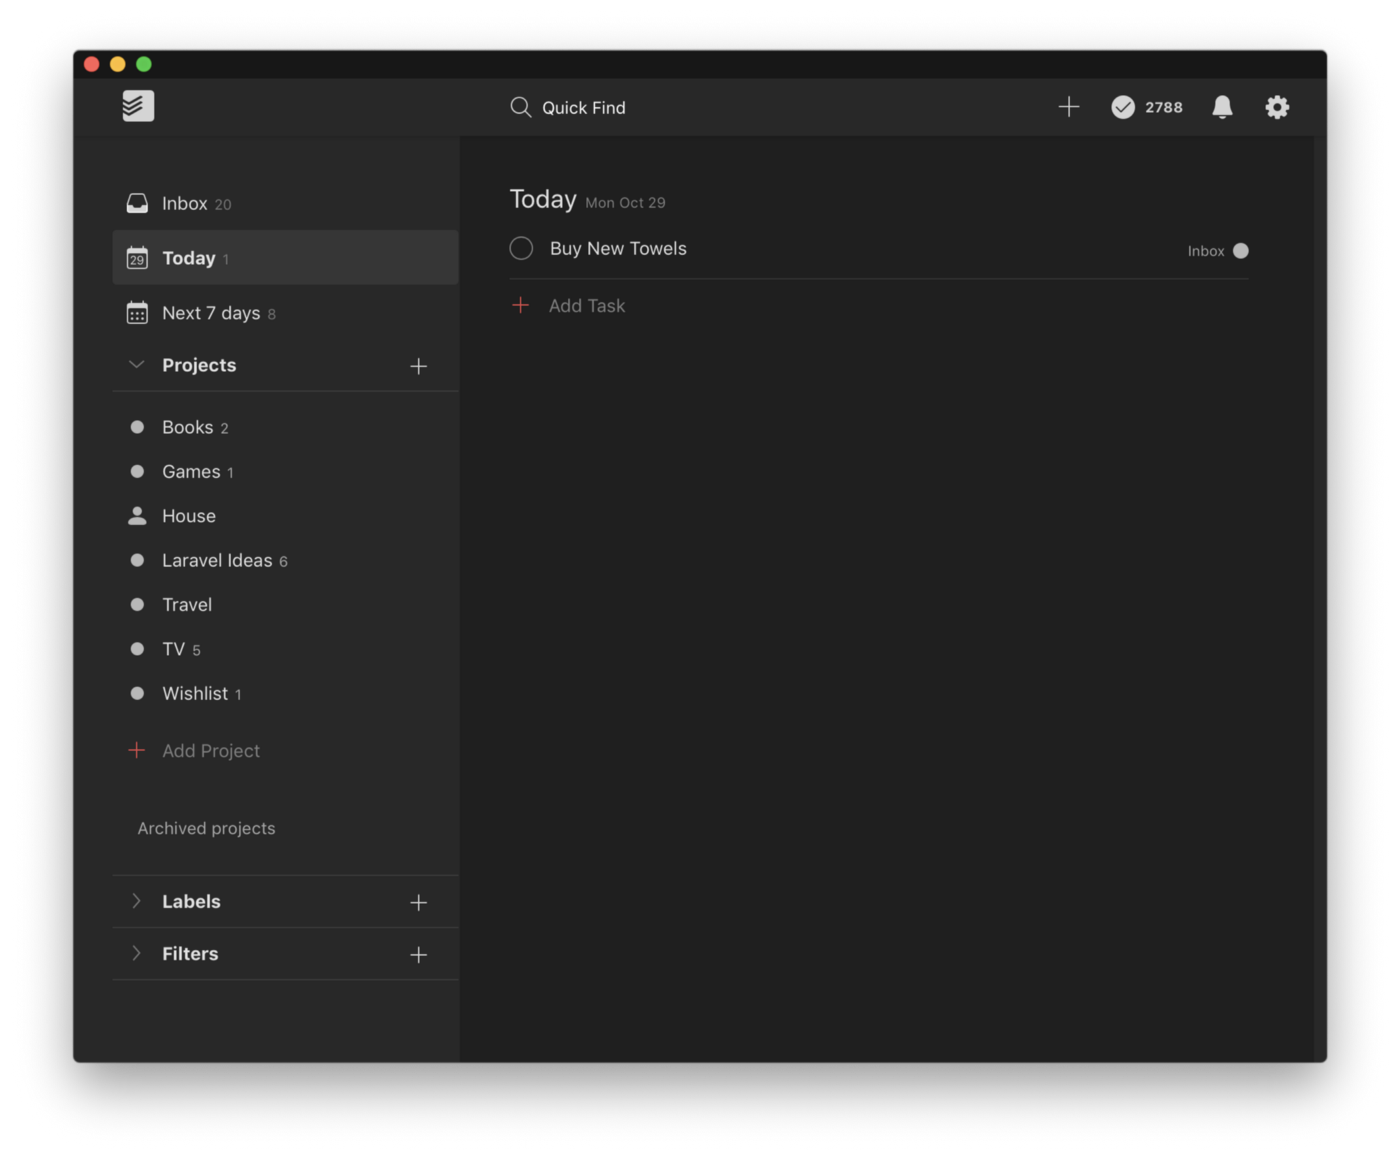 Quick Find
2788
Inbox 20
29 Today 1
Next 7 days 8
Projects
Books 2
Games 1
House
Laravel Ideas 6
Travel
TV 5
Wishlist 1
Add Project
Archived projects
Labels
Filters
Today Mon Oct 29
Buy New Towels Inbox
Add Task